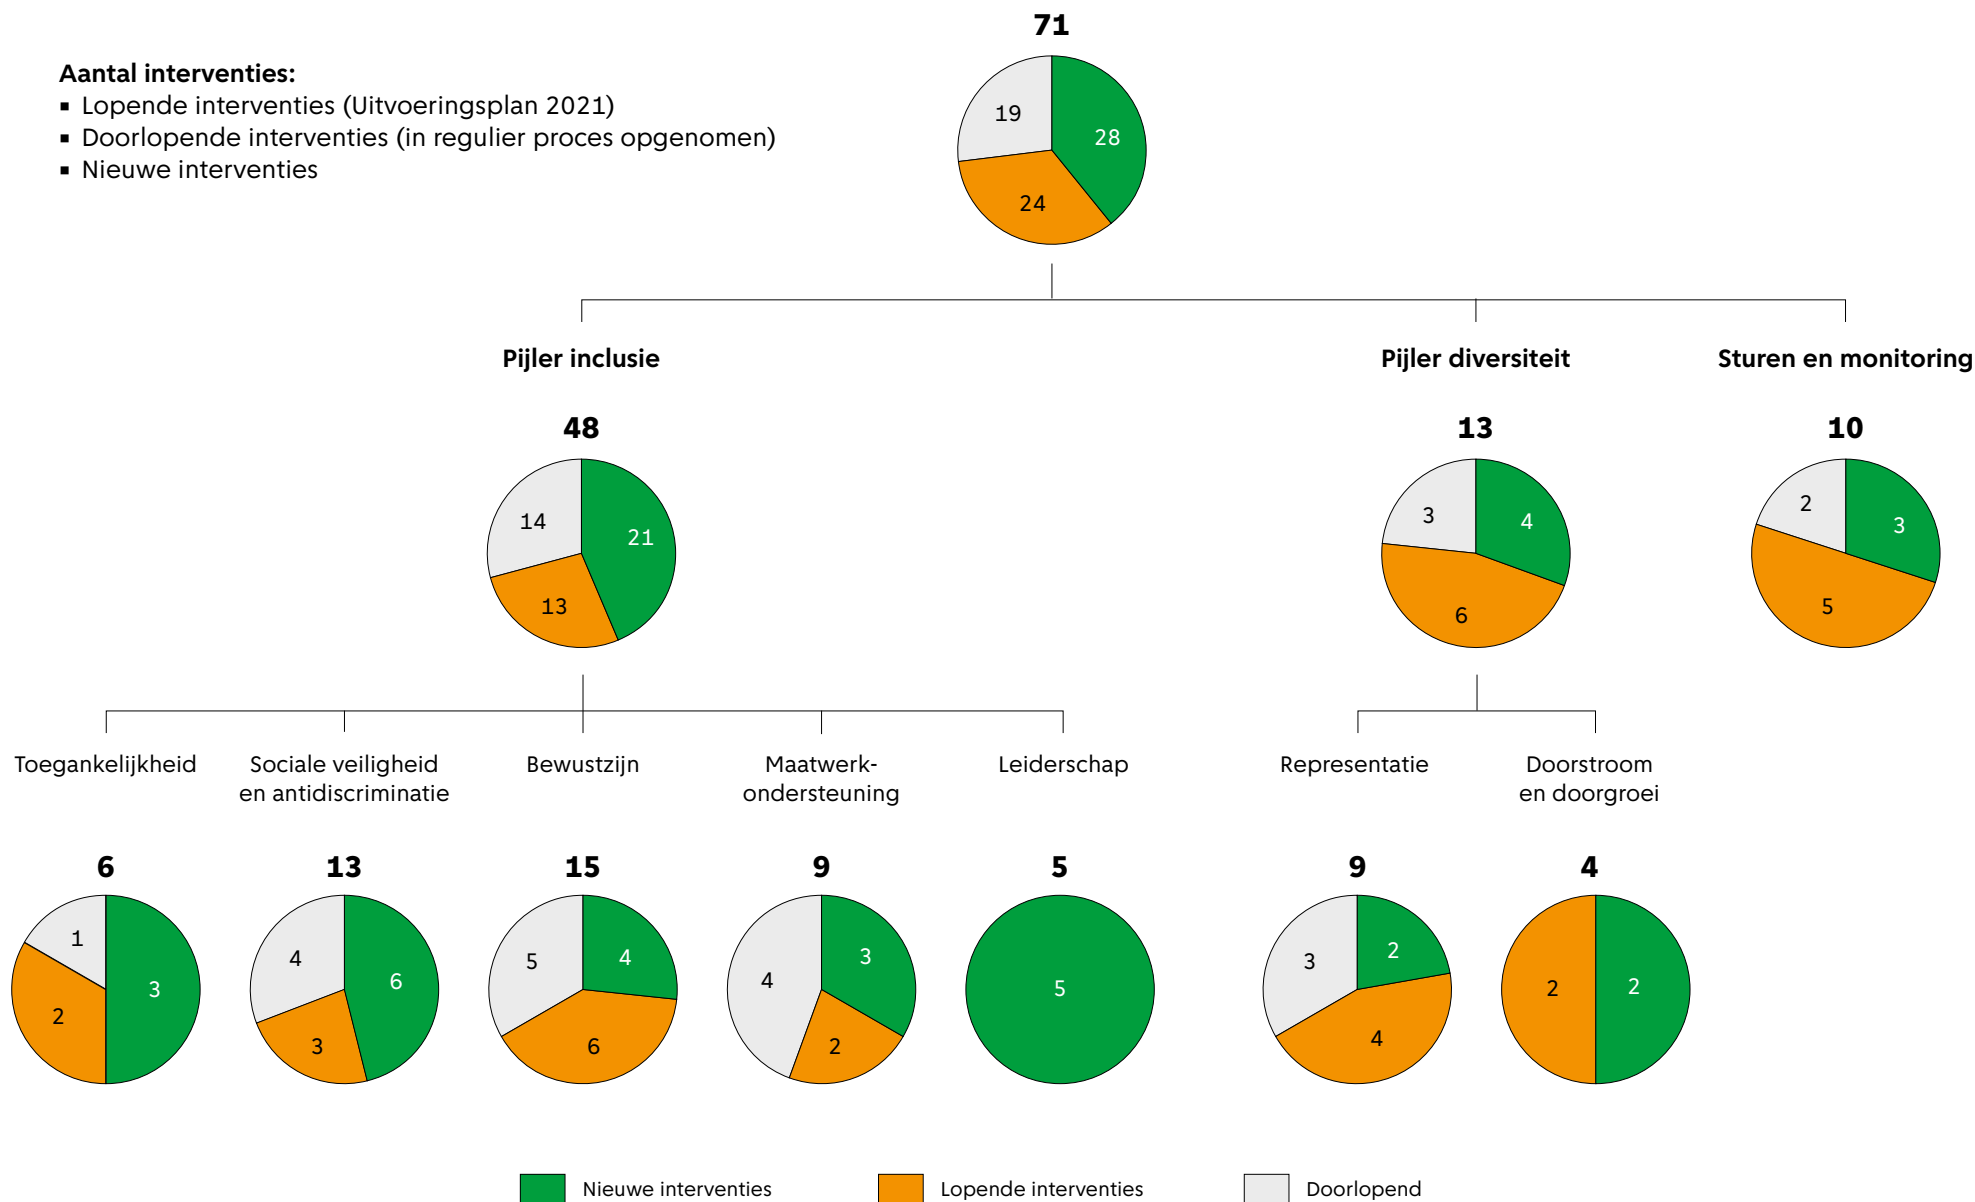 71
Aantal interventies:
▪ Lopende interventies (Uitvoeringsplan 2021)
▪ Doorlopende interventies (in regulier proces opgenomen)
▪ Nieuwe interventies
19
28
24
Pijler inclusie
Pijler diversiteit
Sturen en monitoring
48
13
10
14
21
13
3
4
6
2
3
5
Toegankelijkheid
Sociale veiligheid
en antidiscriminatie
Bewustzijn
Maatwerk-
ondersteuning
Leiderschap
Representatie
Doorstroom
en doorgroei
6
13
15
9
5
9
4
1
3
2
4
6
3
5
4
6
4
3
2
5
3
2
4
2
2
Nieuwe interventies
Lopende interventies
Doorlopend